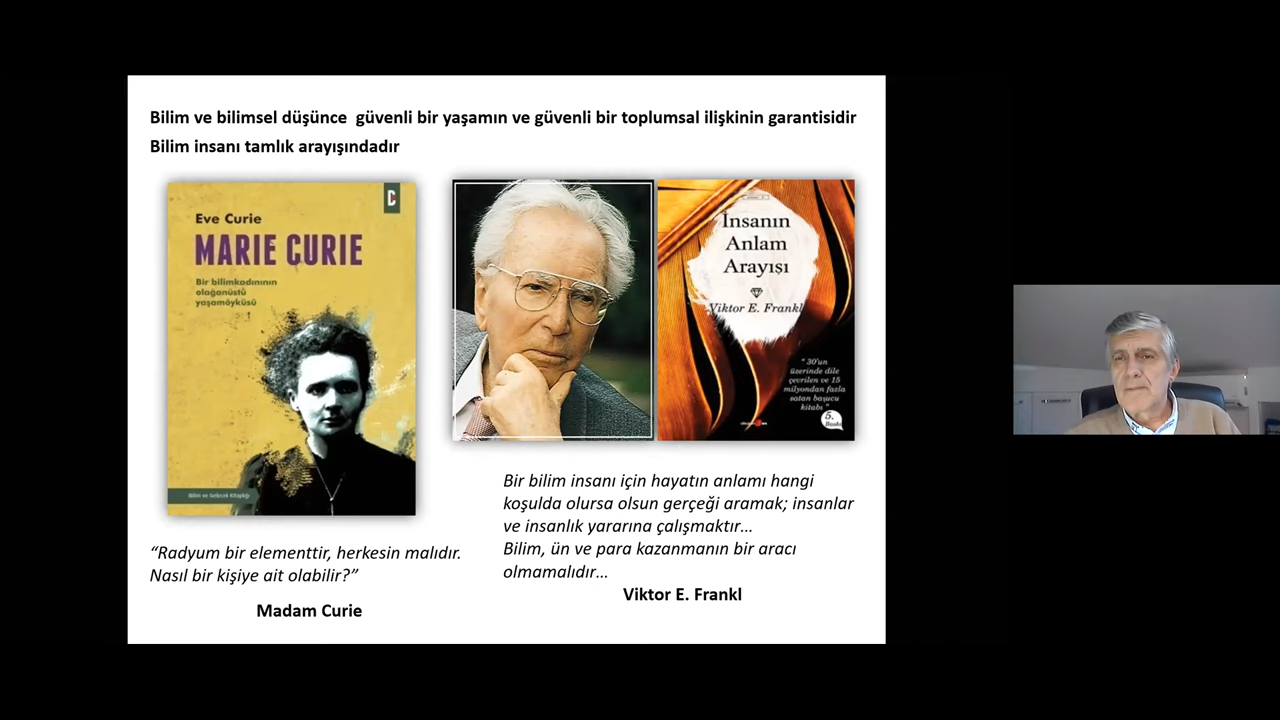 Bilim ve bilimsel düşünce güvenli bir yaşamın ve güvenli bir toplumsal ilişkinin garantisidir
Bilim insanı tamlık arayışındadır
Eve Curie
MARIE CURIE
Bir bilimkadınının
olağanüstü
yaşamöyküsü
Bilim ve Gelecek Kitaplığı
İnsanın
Anlam
Arayışı
Viktor E. Frankl
" 30'un
üzerinde dile
çevrilen ve 15
milyondan fazla
satan başucu
kitabı "
5.
Baskı
“Radyum bir elementtir, herkesin malıdır.
Nasıl bir kişiye ait olabilir?”
Madam Curie
Bir bilim insanı için hayatın anlamı hangi
koşulda olursa olsun gerçeği aramak; insanlar
ve insanlık yararına çalışmaktır…
Bilim, ün ve para kazanmanın bir aracı
olmamalıdır…
Viktor E. Frankl